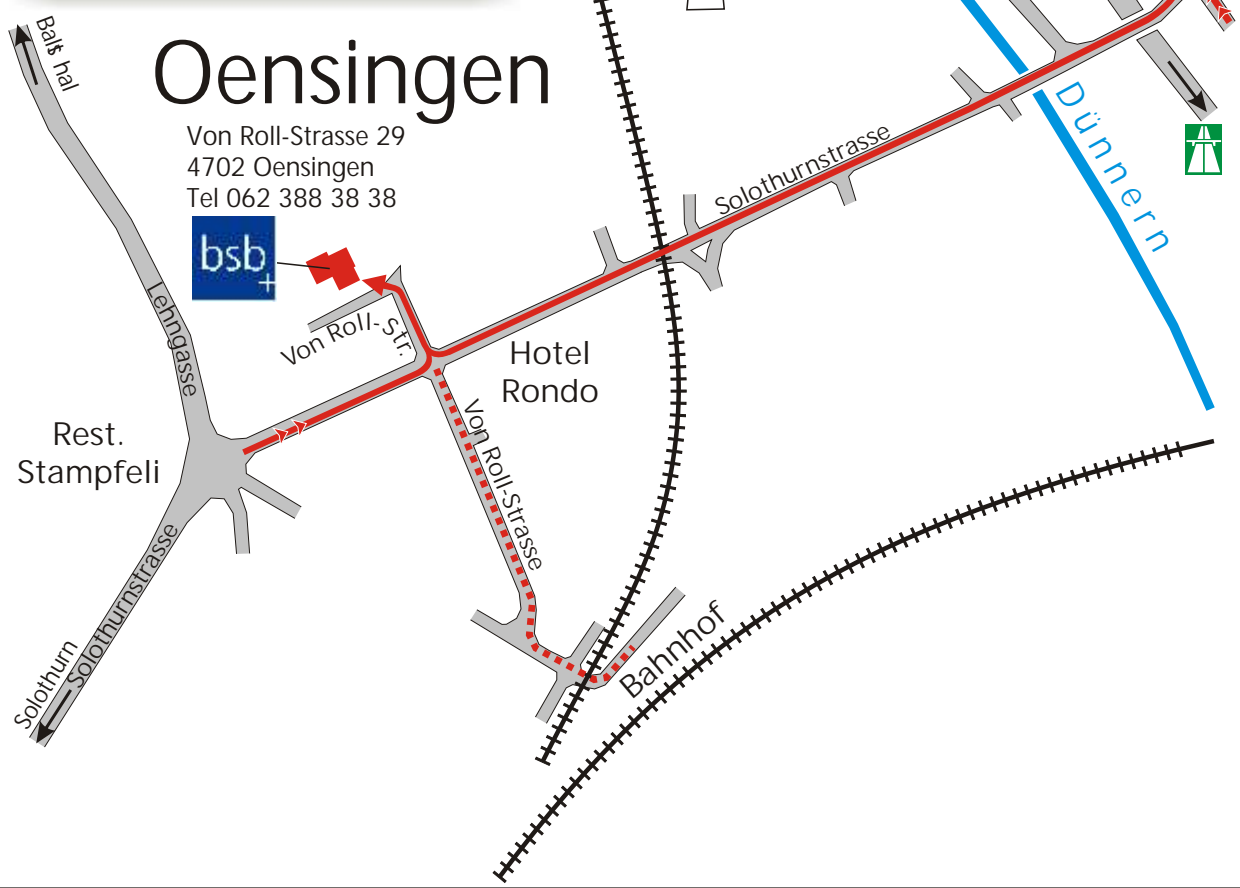 Balsthal
Oensingen
Von Roll-Strasse 29
4702 Oensingen
Tel 062 388 38 38
bsb+
Solothurnstrasse
Dünnern
Lehngasse
Von Roll-Str.
Hotel
Rondo
Rest.
Stampfeli
Von Roll-Strasse
Solothurnstrasse
Solothurn
Bahnhof